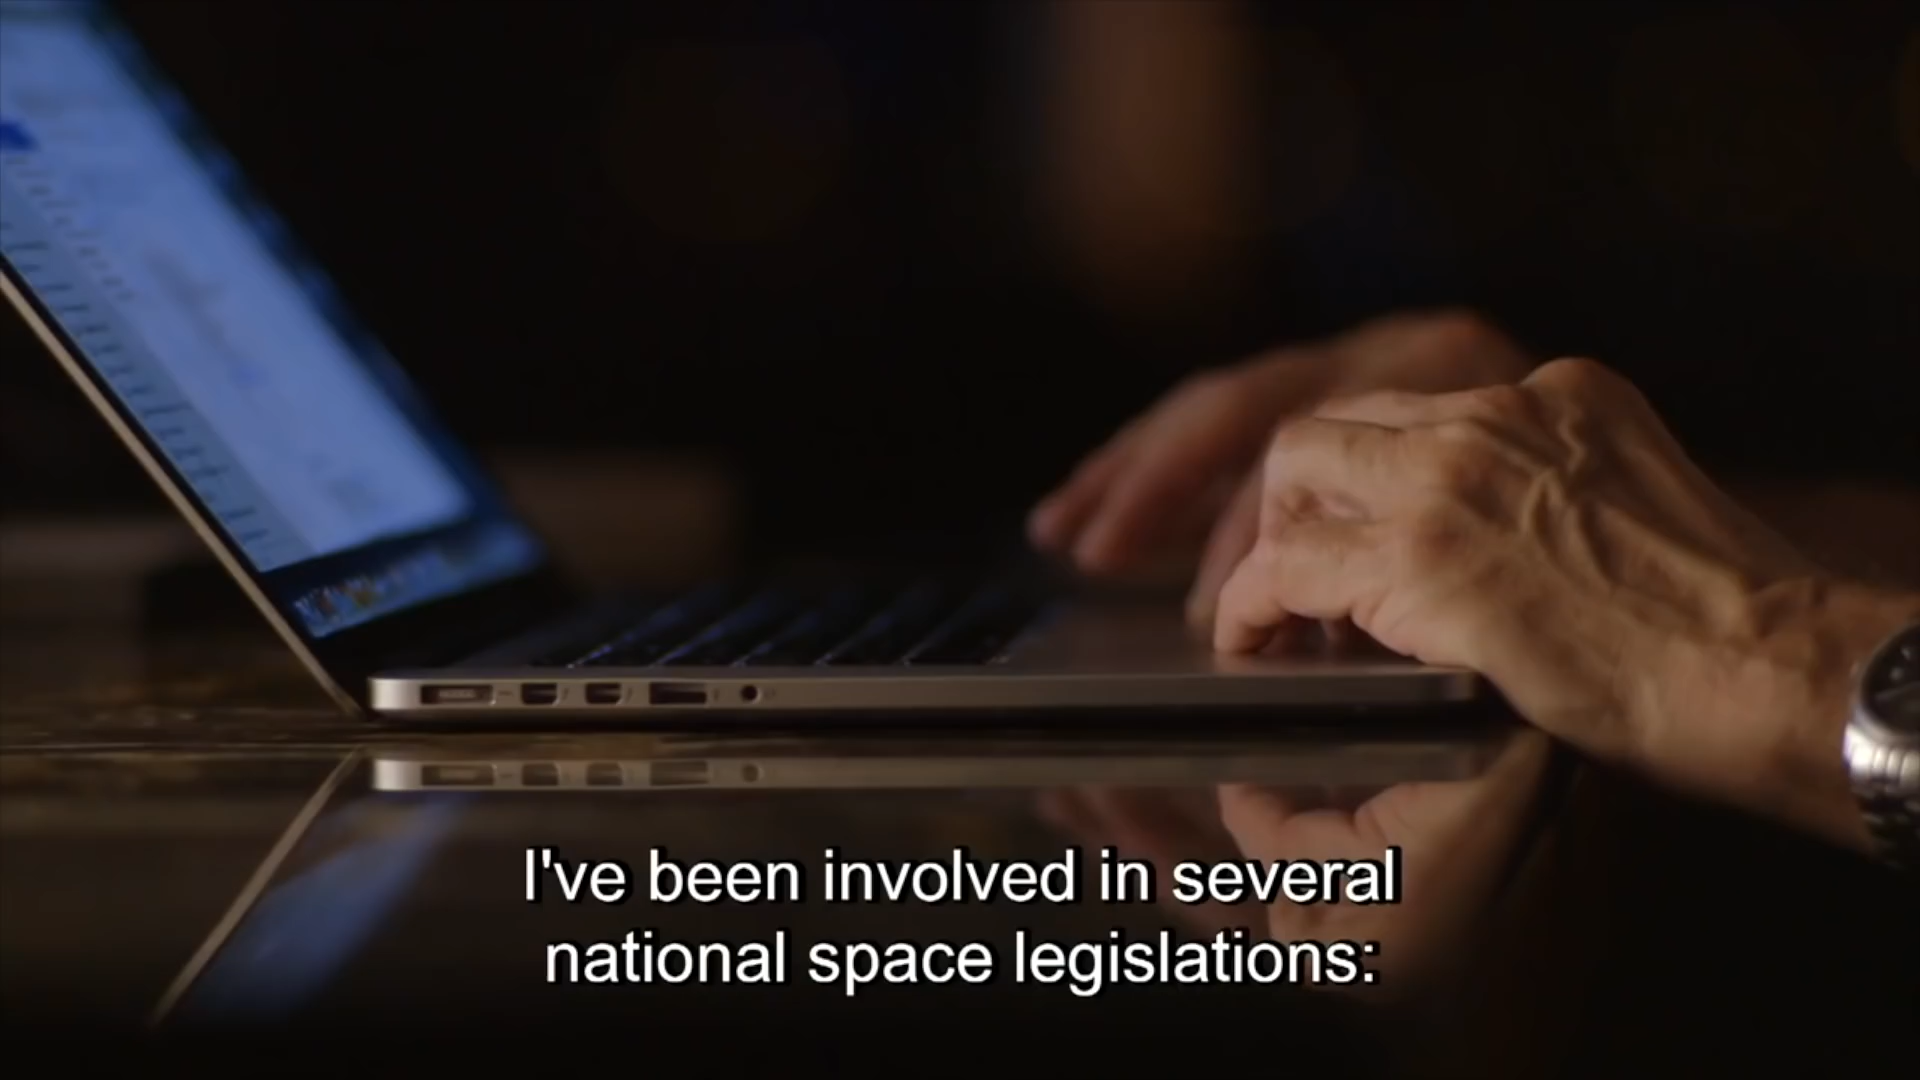 I've been involved in several
national space legislations: